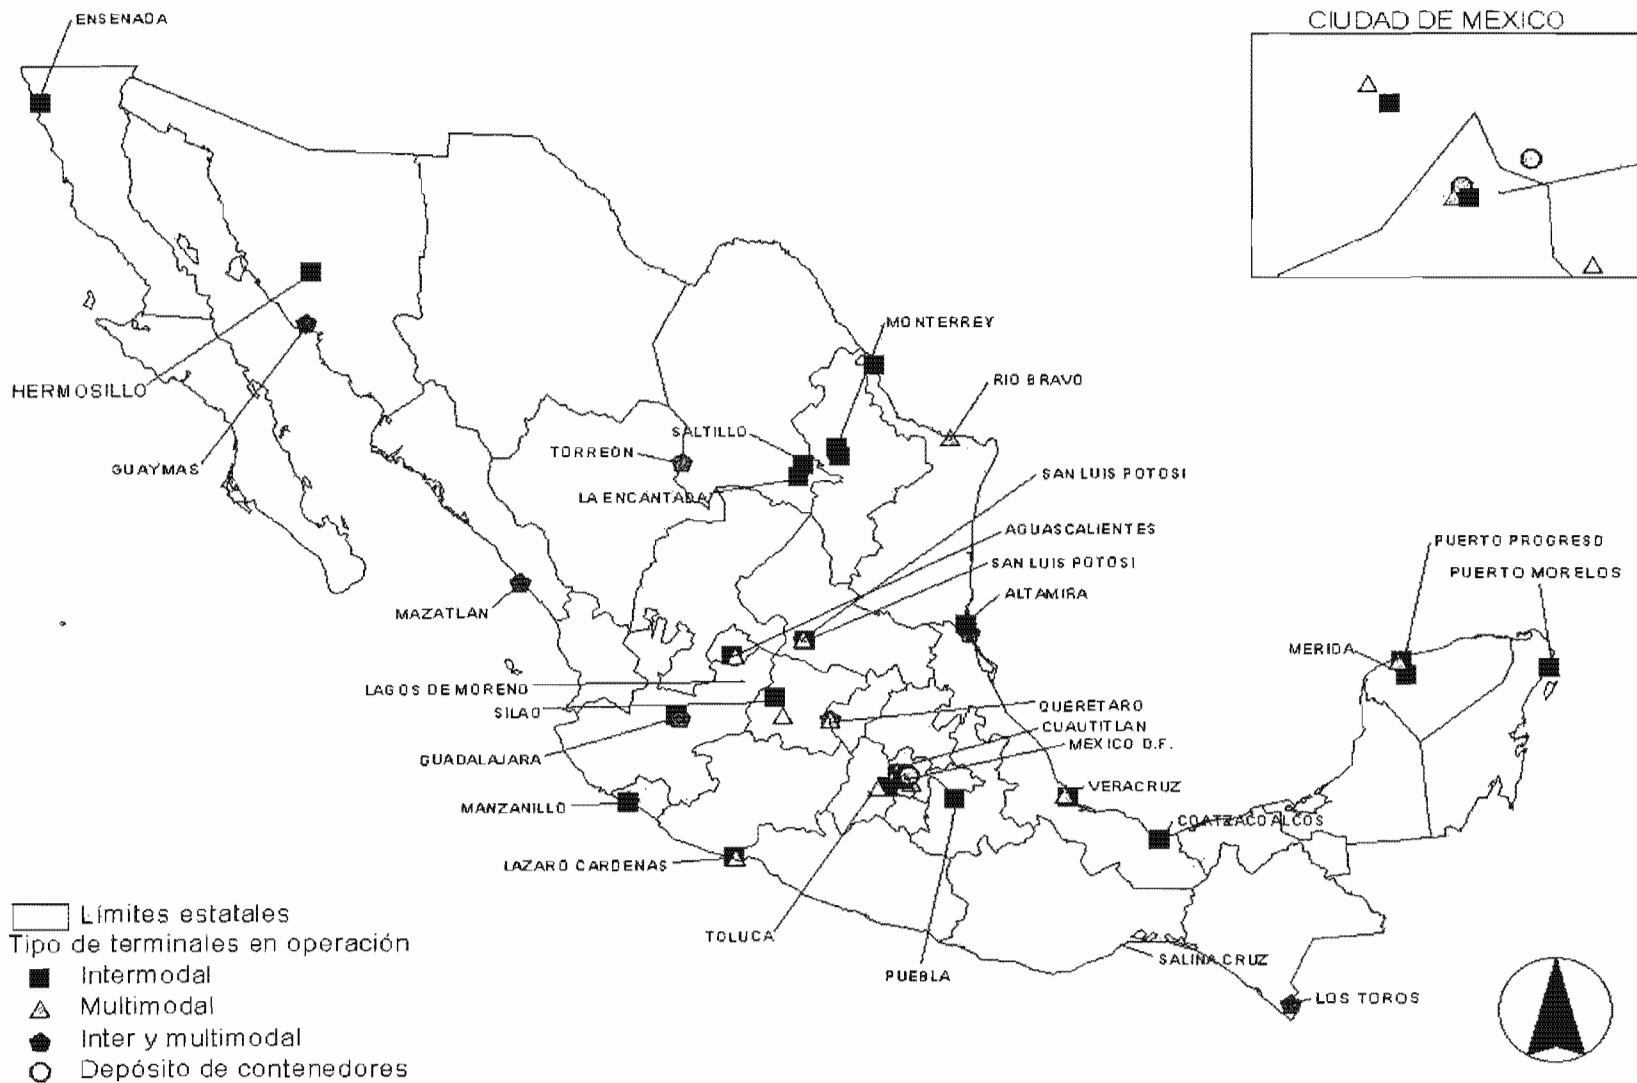 ENSENADA
CIUDAD DE MEXICO
MONTERREY
RIO BRAVO
HERMOSILLO
SALTILLO
TORREON
GUAYMAS
SAN LUIS POTOSI
LA ENCANTADA
AGUASCALIENTES
PUERTO PROGRESO
SAN LUIS POTOSI
PUERTO MORELOS
ALTAMIRA
MAZATLAN
MERIDA
LAGOS DE MORENO
QUERETARO
SILAO
CUAUTITLAN
MEXICO D.F.
GUADALAJARA
VERACRUZ
MANZANILLO
COATZACOALCOS
LAZARO CARDENAS
TOLUCA
SALINA CRUZ
PUEBLA
LOS TOROS
Límites estatales
Tipo de terminales en operación
Intermodal
Multimodal
Inter y multimodal
Depósito de contenedores